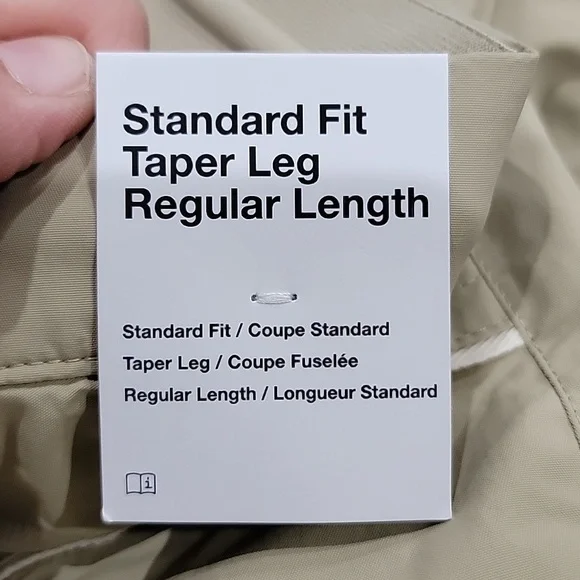 Standard Fit
Taper Leg
Regular Length
Standard Fit / Coupe Standard
Taper Leg / Coupe Fuselée
Regular Length / Longueur Standard
i